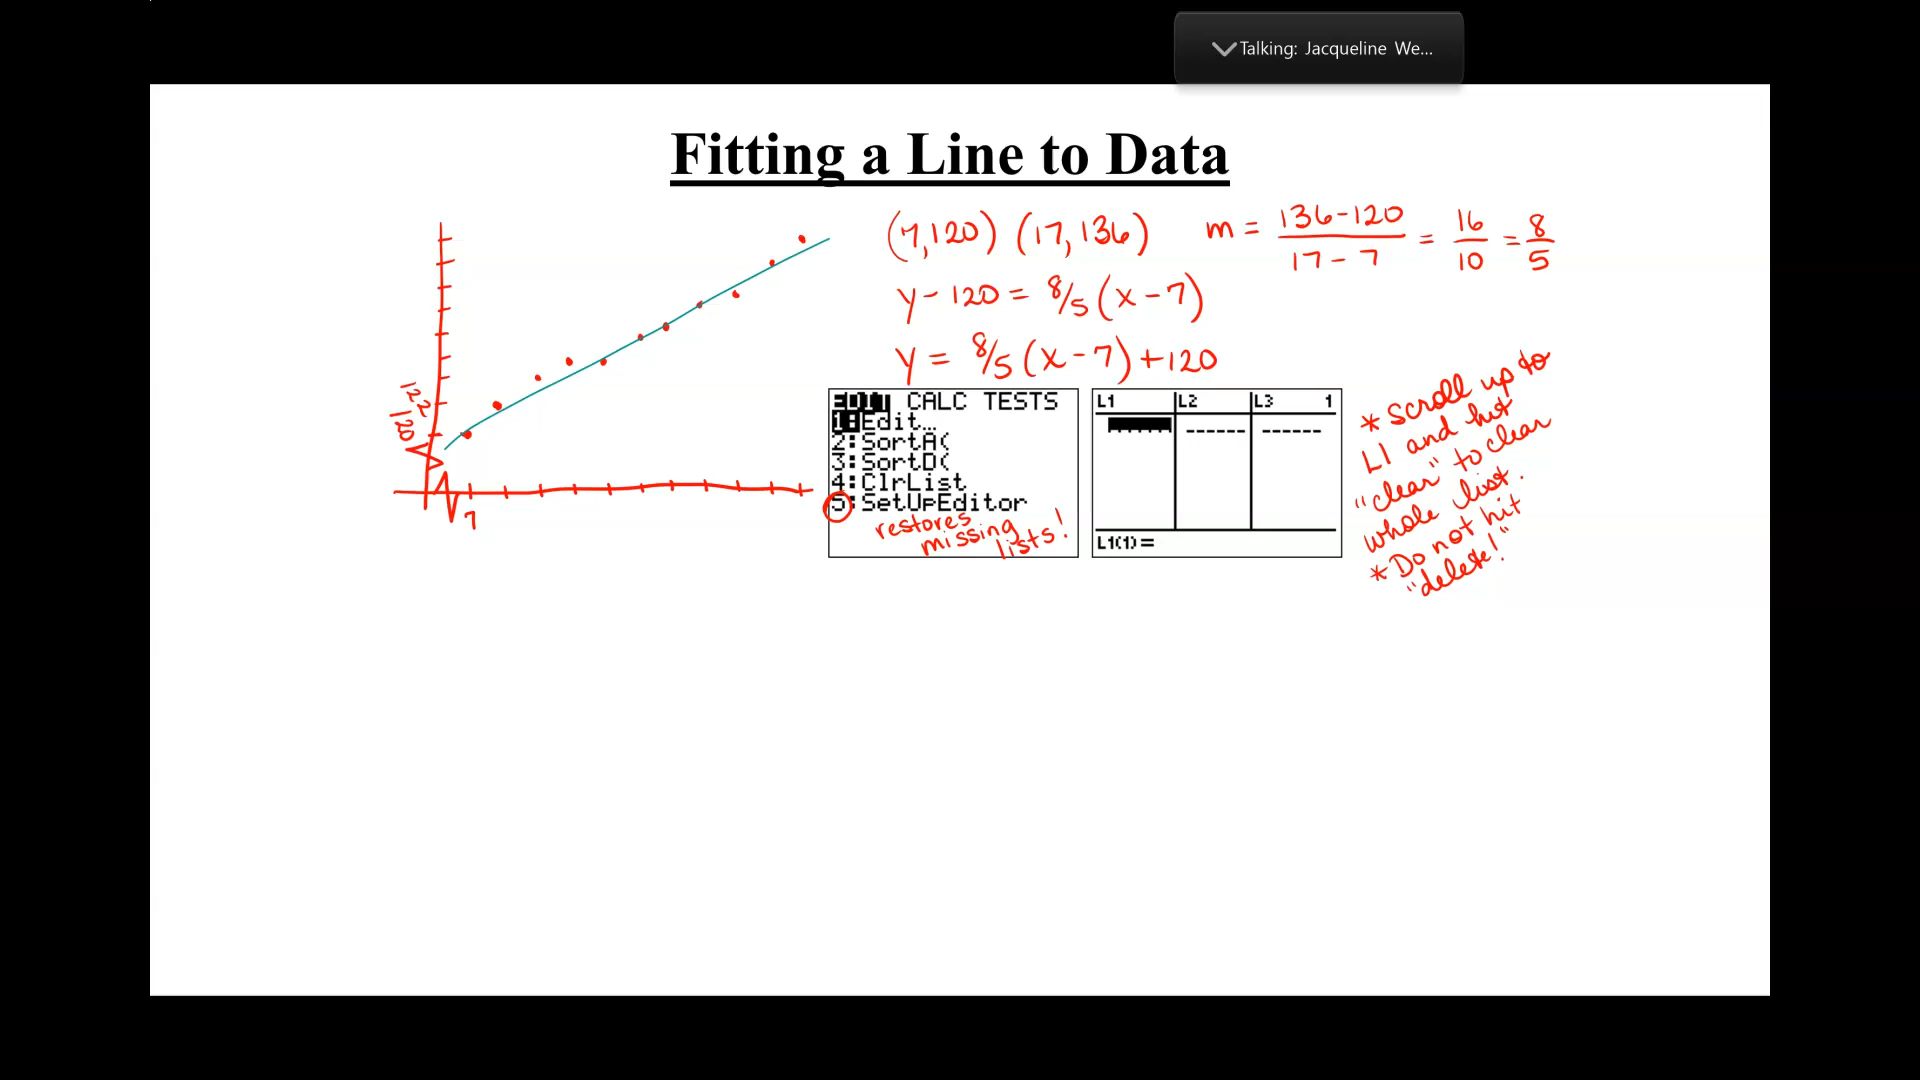 Talking: Jacqueline We...
Fitting a Line to Data
(7,120) (17,136) m = 136-120 / 17-7 = 16/10 = 8/5
y - 120 = 8/5 (x - 7)
y = 8/5 (x - 7) + 120
122
120
7
EDIT CALC TESTS
1:Edit…
2:SortA(
3:SortD(
4:ClrList
5:SetUpEditor
restores
missing
lists!
L1 L2 L3 1
------ ------
L1(1)=
* Scroll up to
L1 and hit
"clear" to clear
whole list.
* Do not hit
"delete!"